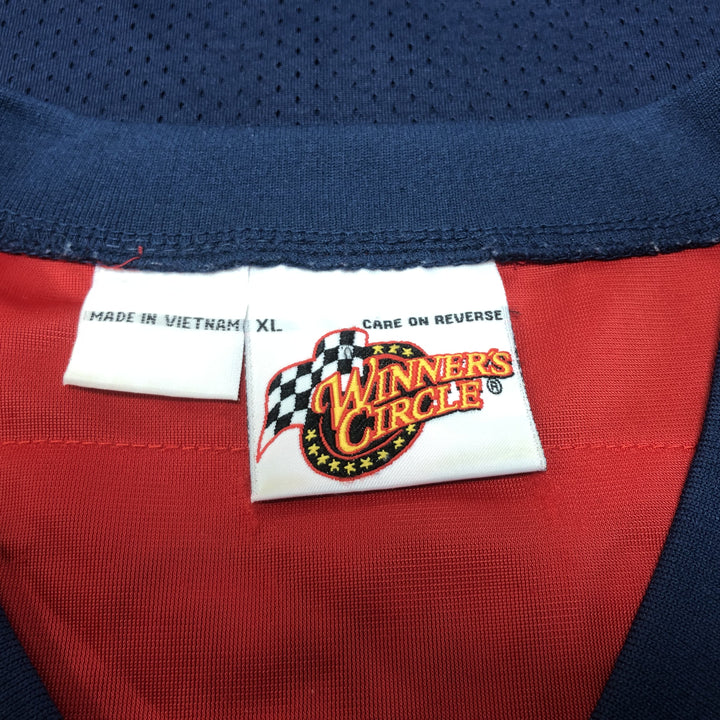 MADE IN VIETNAM
XL
CARE ON REVERSE
WINNER'S
CIRCLE ®